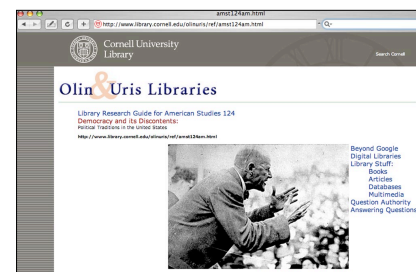 amst124am.html
http://www.library.cornell.edu/olinuris/ref/amst124am.html
Q-
Cornell University
Library
Search Cornell
Olin & Uris Libraries
Library Research Guide for American Studies 124
Democracy and its Discontents:
Political Traditions in the United States
http://www.library.cornell.edu/olinuris/ref/amst124am.html
Beyond Google
Digital Libraries
Library Stuff:
Books
Articles
Databases
Multimedia
Question Authority
Answering Questions